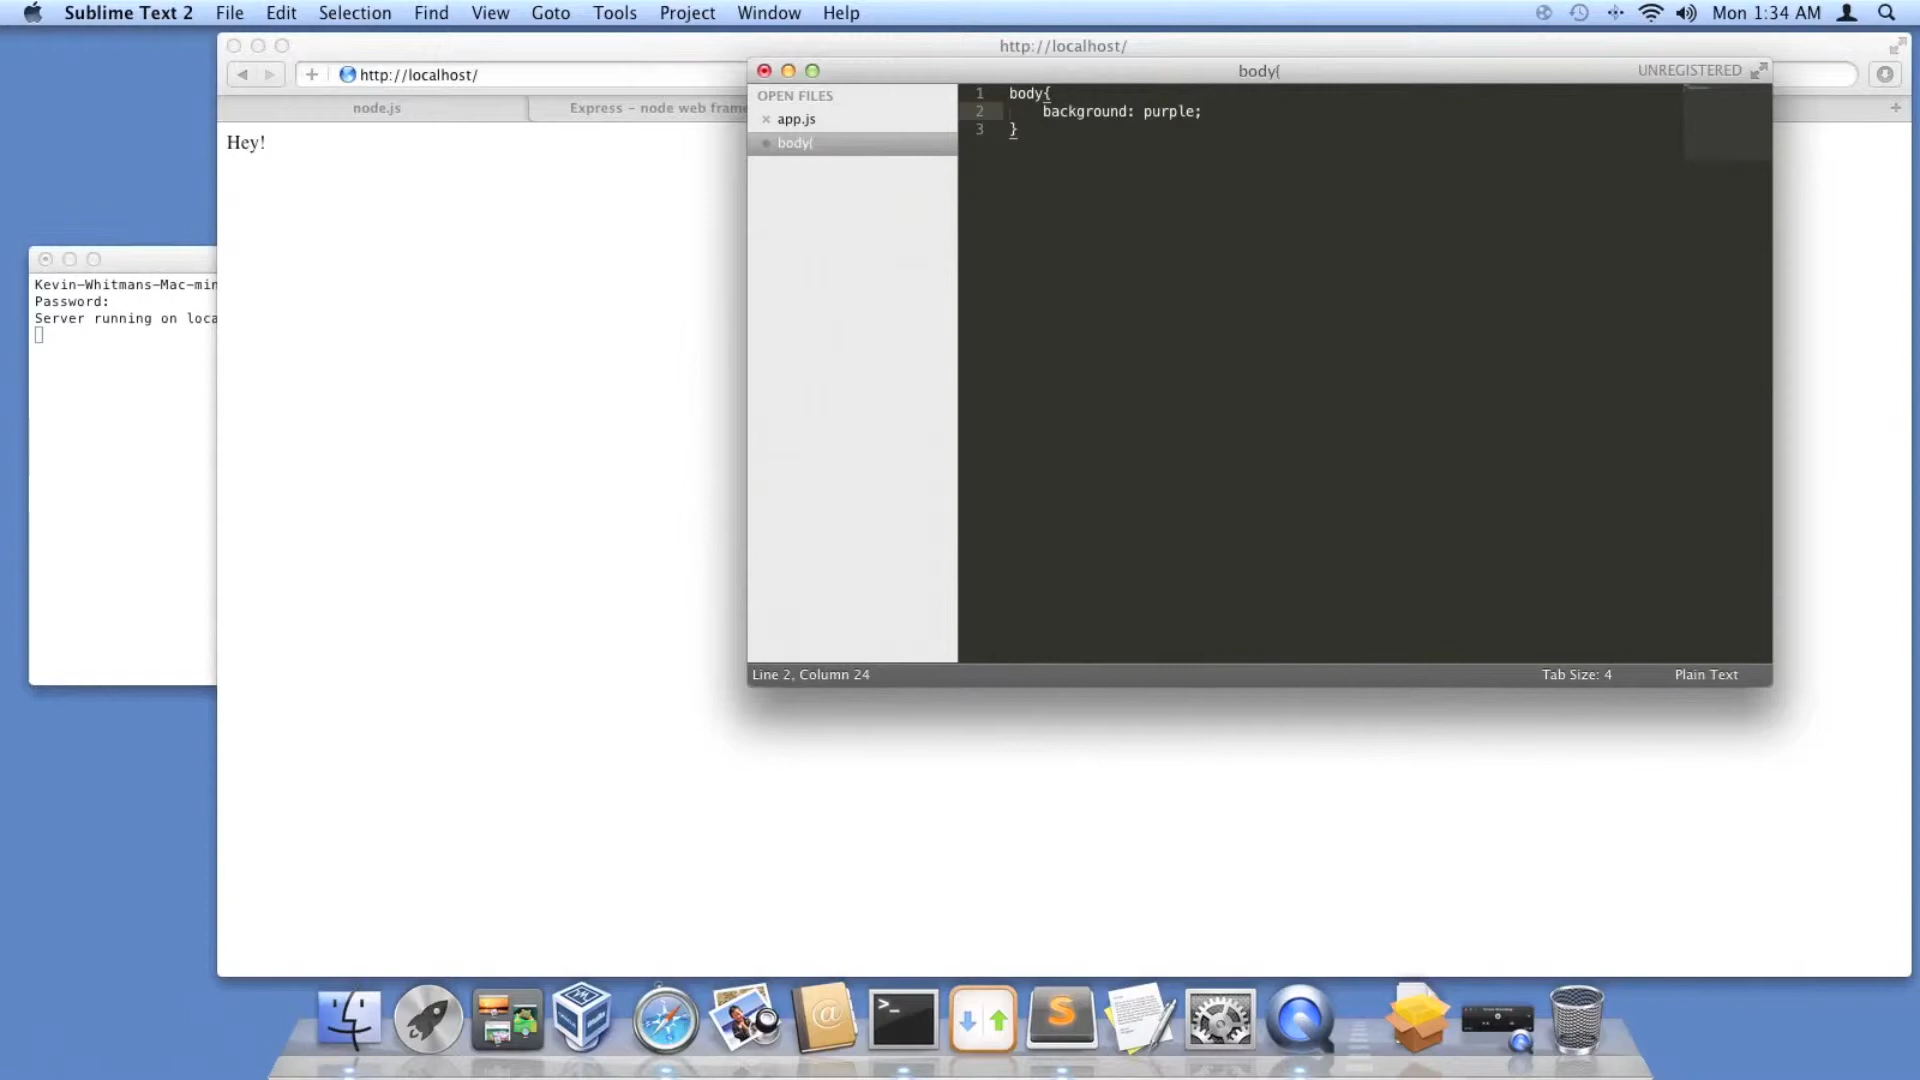 Sublime Text 2 File Edit Selection Find View Goto Tools Project Window Help Mon 1:34 AM
http://localhost/
http://localhost/
node.js Express – node web frame
Hey!
Kevin-Whitmans-Mac-min
Password:
Server running on loca
body{ UNREGISTERED
OPEN FILES
app.js
body{
1 body{
2 background: purple;
3 }
Line 2, Column 24 Tab Size: 4 Plain Text